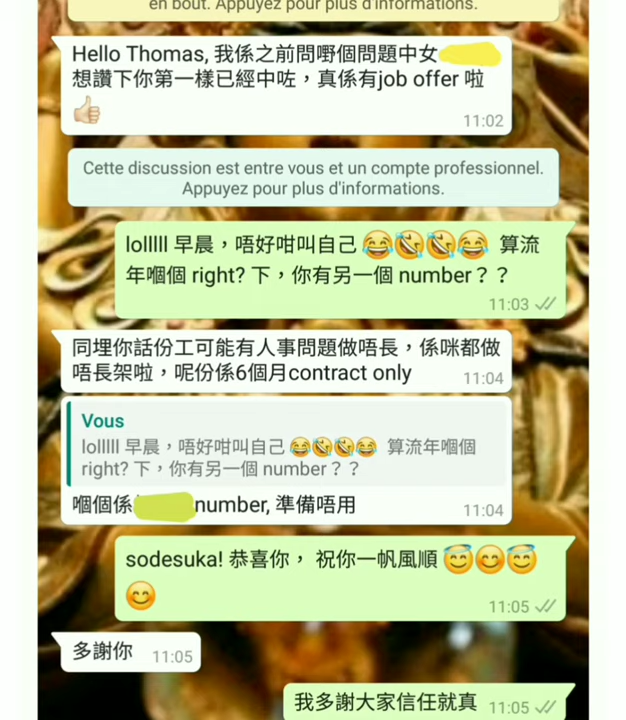 en bout. Appuyez pour plus d'informations.
Hello Thomas, 我係之前問嘢個問題中女
想讚下你第一樣已經中咗，真係有job offer 啦
👍🏻
11:02
Cette discussion est entre vous et un compte professionnel.
Appuyez pour plus d'informations.
lolllll 早晨，唔好咁叫自己 😂🤣🤣😂 算流
年嗰個 right? 下，你有另一個 number？？
11:03
同埋你話份工可能有人事問題做唔長，係咪都做
唔長架啦，呢份係6個月contract only
11:04
Vous
lolllll 早晨，唔好咁叫自己 😂🤣🤣😂 算流年嗰個
right? 下，你有另一個 number？？
嗰個係 number, 準備唔用
11:04
sodesuka! 恭喜你， 祝你一帆風順 😇😊😇
😊
11:05
多謝你 11:05
我多謝大家信任就真 11:05